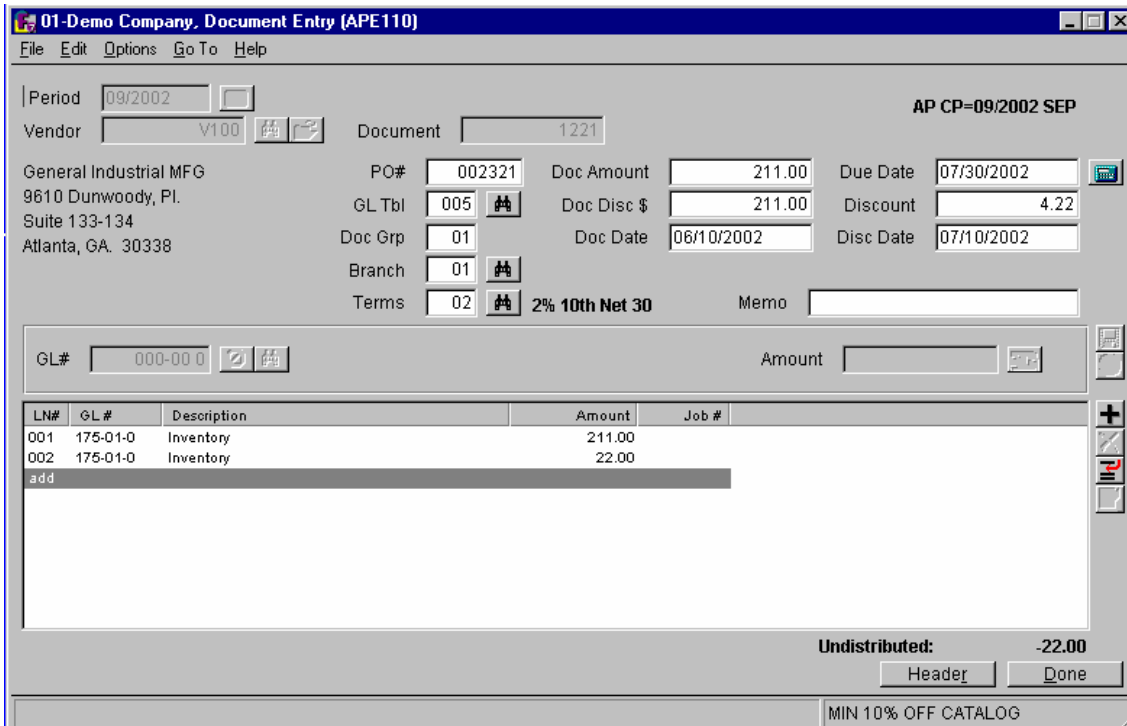 01-Demo Company, Document Entry (APE110)
File Edit Options Go To Help
Period 09/2002
AP CP=09/2002 SEP
Vendor V100 Document 1221
General Industrial MFG
9610 Dunwoody, Pl.
Suite 133-134
Atlanta, GA. 30338
PO# 002321 Doc Amount 211.00 Due Date 07/30/2002
GL Tbl 005 Doc Disc $ 211.00 Discount 4.22
Doc Grp 01 Doc Date 06/10/2002 Disc Date 07/10/2002
Branch 01
Terms 02 2% 10th Net 30 Memo
GL# 000-00 0 Amount
LN# GL # Description Amount Job #
001 175-01-0 Inventory 211.00
002 175-01-0 Inventory 22.00
add
Undistributed: -22.00
Header Done
MIN 10% OFF CATALOG